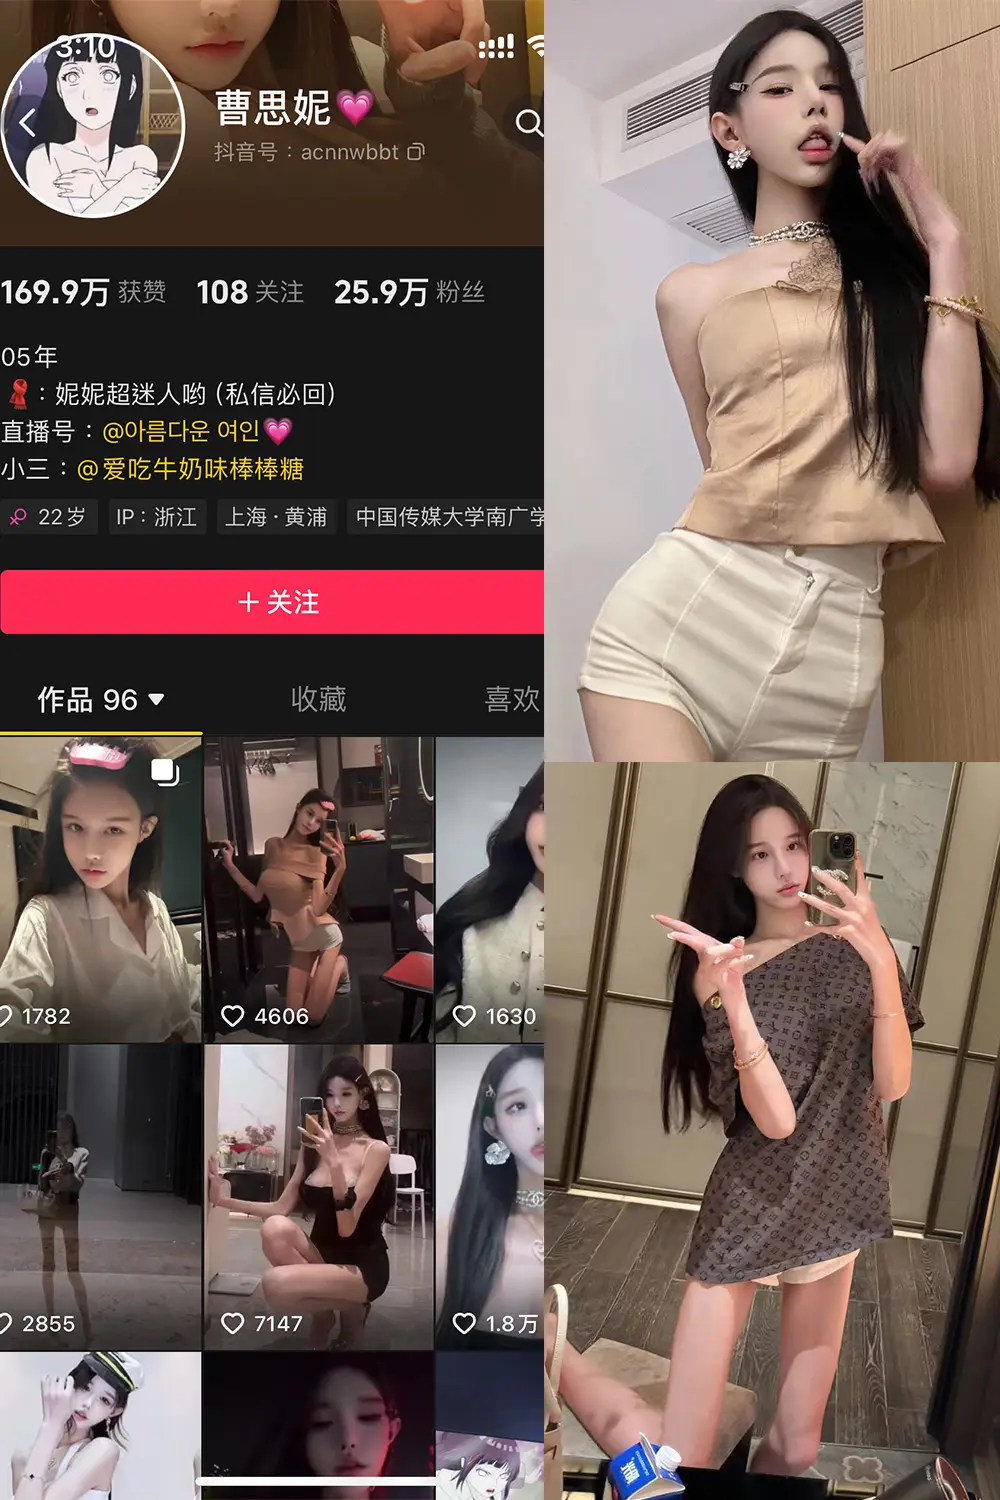 3:10
曹思妮💗
抖音号：acnnwbbt
169.9万 获赞 108 关注 25.9万 粉丝
05年
🧣：妮妮超迷人哟 (私信必回)
直播号：@아름다운 여인💗
小三：@爱吃牛奶味棒棒糖
♀ 22岁 IP：浙江 上海·黄浦 中国传媒大学南广学
+ 关注
作品 96 收藏 喜欢
1782 4606 1630
2855 7147 1.8万